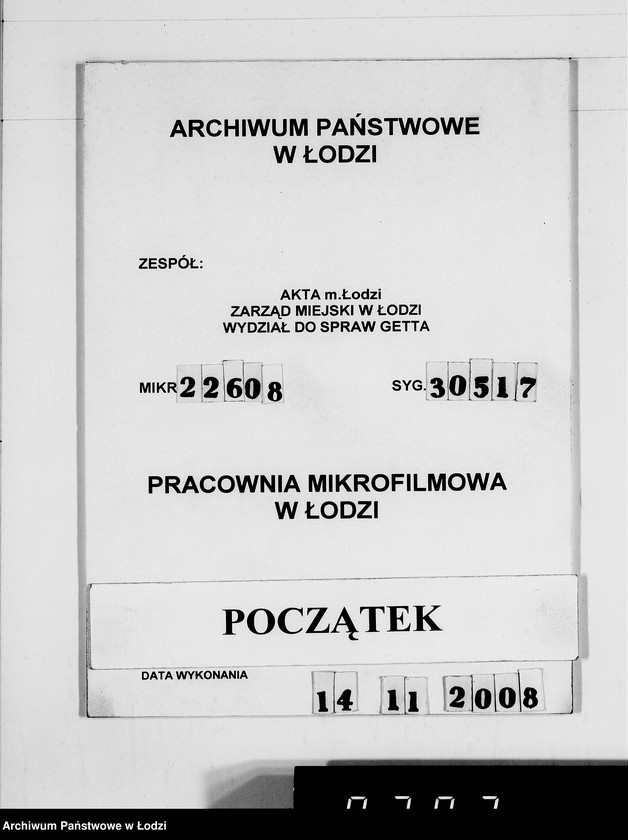 ARCHIWUM PAŃSTWOWE
W ŁODZI
ZESPÓŁ:
AKTA m.Łodzi
ZARZĄD MIEJSKI W ŁODZI
WYDZIAŁ DO SPRAW GETTA
MIKR 22608 SYG. 30517
PRACOWNIA MIKROFILMOWA
W ŁODZI
POCZĄTEK
DATA WYKONANIA 14 11 2008
Archiwum Państwowe w Łodzi